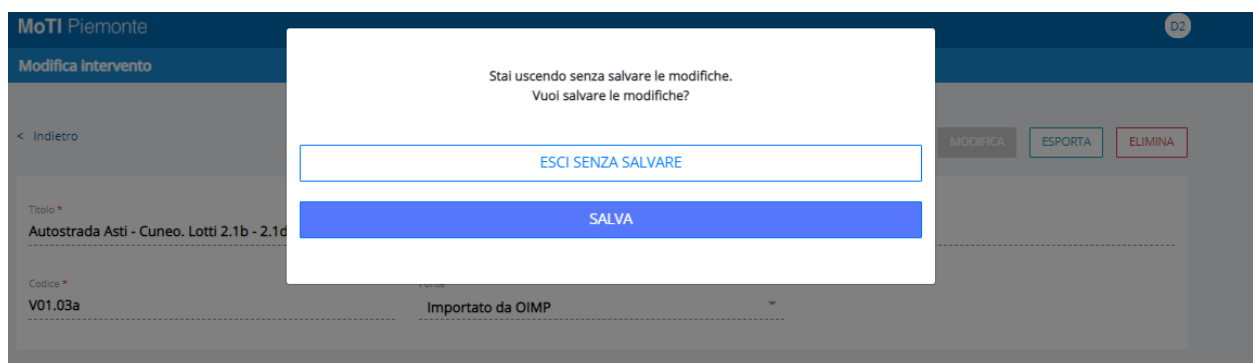 MoTI Piemonte
D2
Modifica intervento
Stai uscendo senza salvare le modifiche.
Vuoi salvare le modifiche?
< Indietro
MODIFICA
ESPORTA
ELIMINA
ESCI SENZA SALVARE
SALVA
Titolo *
Autostrada Asti - Cuneo. Lotti 2.1b - 2.1d
Codice *
Fonte
V01.03a
Importato da OIMP